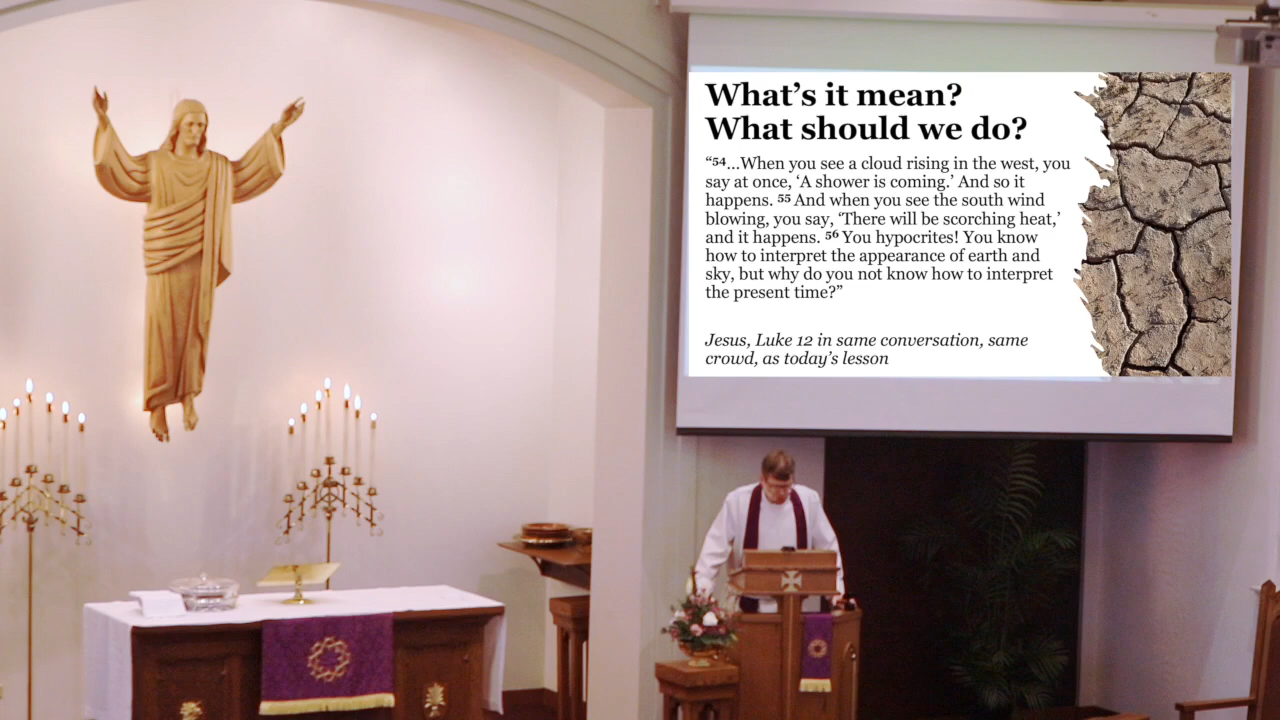 What’s it mean?
What should we do?
“54...When you see a cloud rising in the west, you
say at once, ‘A shower is coming.’ And so it
happens. 55 And when you see the south wind
blowing, you say, ‘There will be scorching heat,’
and it happens. 56 You hypocrites! You know
how to interpret the appearance of earth and
sky, but why do you not know how to interpret
the present time?”
Jesus, Luke 12 in same conversation, same
crowd, as today’s lesson